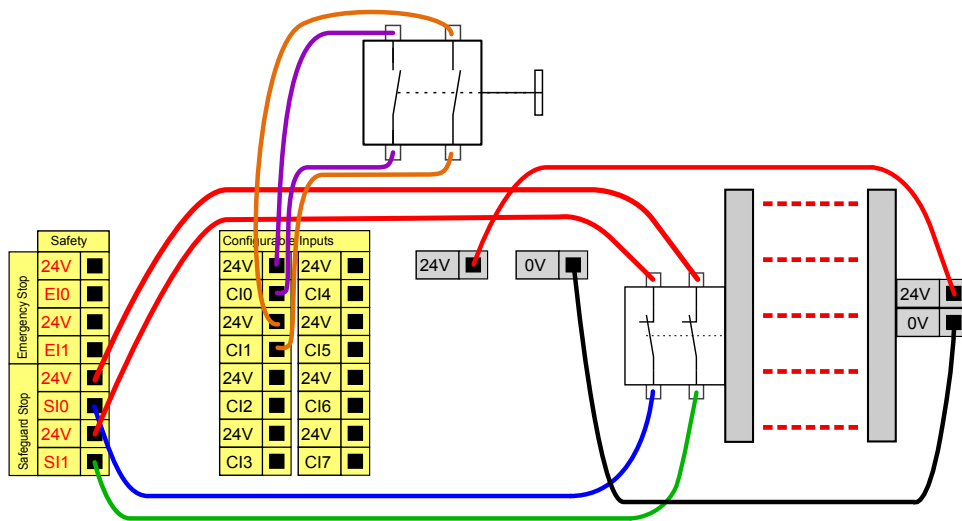 Safety
Emergency Stop
24V
EI0
24V
EI1
Safeguard Stop
24V
SI0
24V
SI1
Configurable Inputs
24V 24V
CI0 CI4
24V 24V
CI1 CI5
24V 24V
CI2 CI6
24V 24V
CI3 CI7
24V 0V
24V
0V